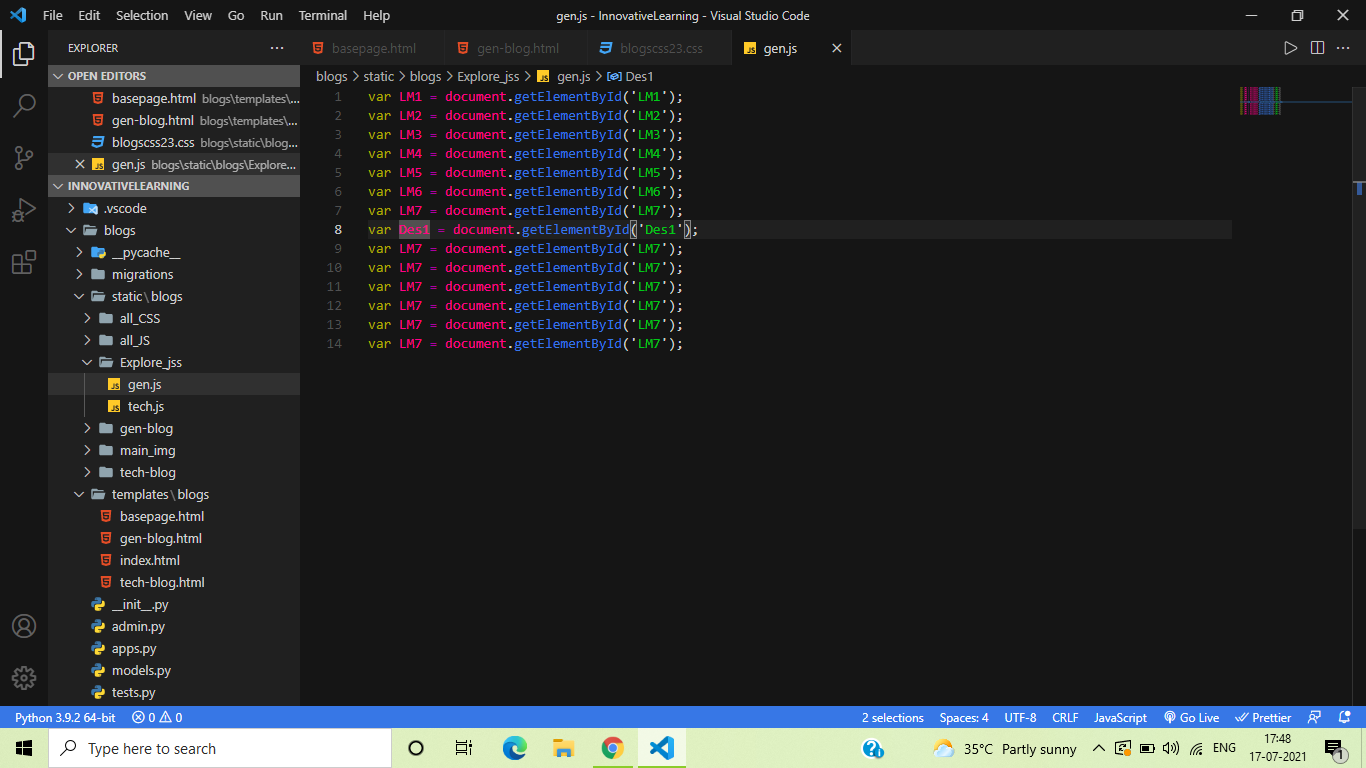 File Edit Selection View Go Run Terminal Help gen.js - InnovativeLearning - Visual Studio Code
EXPLORER
basepage.html gen-blog.html blogscss23.css gen.js
OPEN EDITORS
basepage.html blogs\templates\...
gen-blog.html blogs\templates\...
blogscss23.css blogs\static\blog...
gen.js blogs\static\blogs\Explore...
INNOVATIVELEARNING
.vscode
blogs
__pycache__
migrations
static\blogs
all_CSS
all_JS
Explore_jss
gen.js
tech.js
gen-blog
main_img
tech-blog
templates\blogs
basepage.html
gen-blog.html
index.html
tech-blog.html
__init__.py
admin.py
apps.py
models.py
tests.py
blogs > static > blogs > Explore_jss > gen.js > Des1
1 var LM1 = document.getElementById('LM1');
2 var LM2 = document.getElementById('LM2');
3 var LM3 = document.getElementById('LM3');
4 var LM4 = document.getElementById('LM4');
5 var LM5 = document.getElementById('LM5');
6 var LM6 = document.getElementById('LM6');
7 var LM7 = document.getElementById('LM7');
8 var Des1 = document.getElementById('Des1');
9 var LM7 = document.getElementById('LM7');
10 var LM7 = document.getElementById('LM7');
11 var LM7 = document.getElementById('LM7');
12 var LM7 = document.getElementById('LM7');
13 var LM7 = document.getElementById('LM7');
14 var LM7 = document.getElementById('LM7');
Python 3.9.2 64-bit 0 0 2 selections Spaces: 4 UTF-8 CRLF JavaScript Go Live Prettier
Type here to search 35°C Partly sunny ENG 17:48
17-07-2021 1